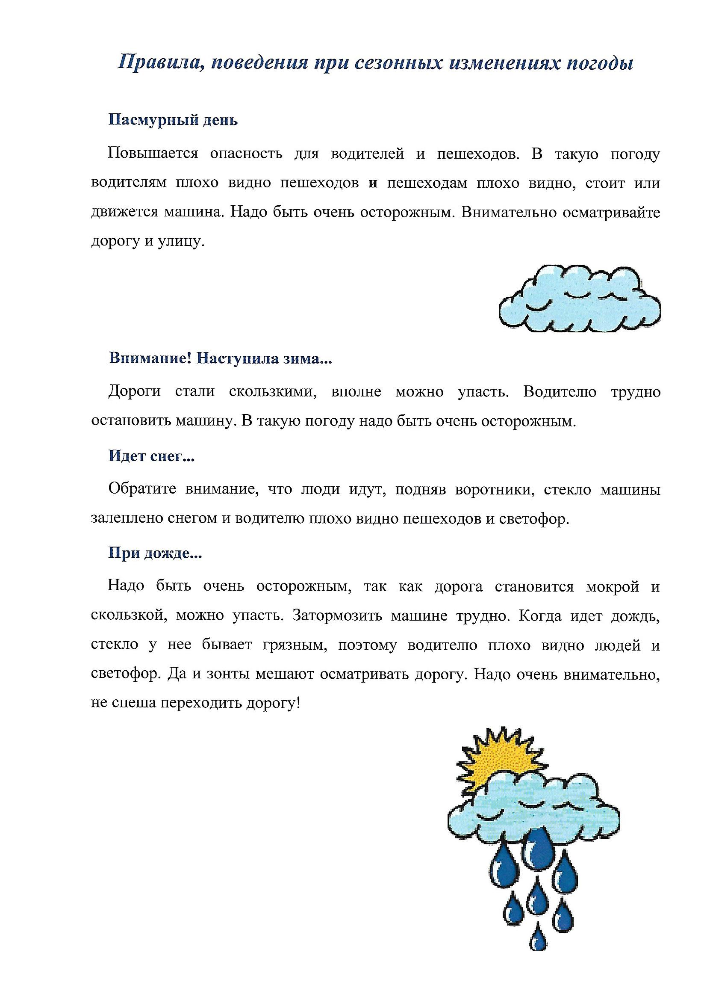 Правила, поведения при сезонных изменениях погоды
Пасмурный день
Повышается опасность для водителей и пешеходов. В такую погоду
водителям плохо видно пешеходов и пешеходам плохо видно, стоит или
движется машина. Надо быть очень осторожным. Внимательно осматривайте
дорогу и улицу.
Внимание! Наступила зима...
Дороги стали скользкими, вполне можно упасть. Водителю трудно
остановить машину. В такую погоду надо быть очень осторожным.
Идет снег...
Обратите внимание, что люди идут, подняв воротники, стекло машины
залеплено снегом и водителю плохо видно пешеходов и светофор.
При дожде...
Надо быть очень осторожным, так как дорога становится мокрой и
скользкой, можно упасть. Затормозить машине трудно. Когда идет дождь,
стекло у нее бывает грязным, поэтому водителю плохо видно людей и
светофор. Да и зонты мешают осматривать дорогу. Надо очень внимательно,
не спеша переходить дорогу!